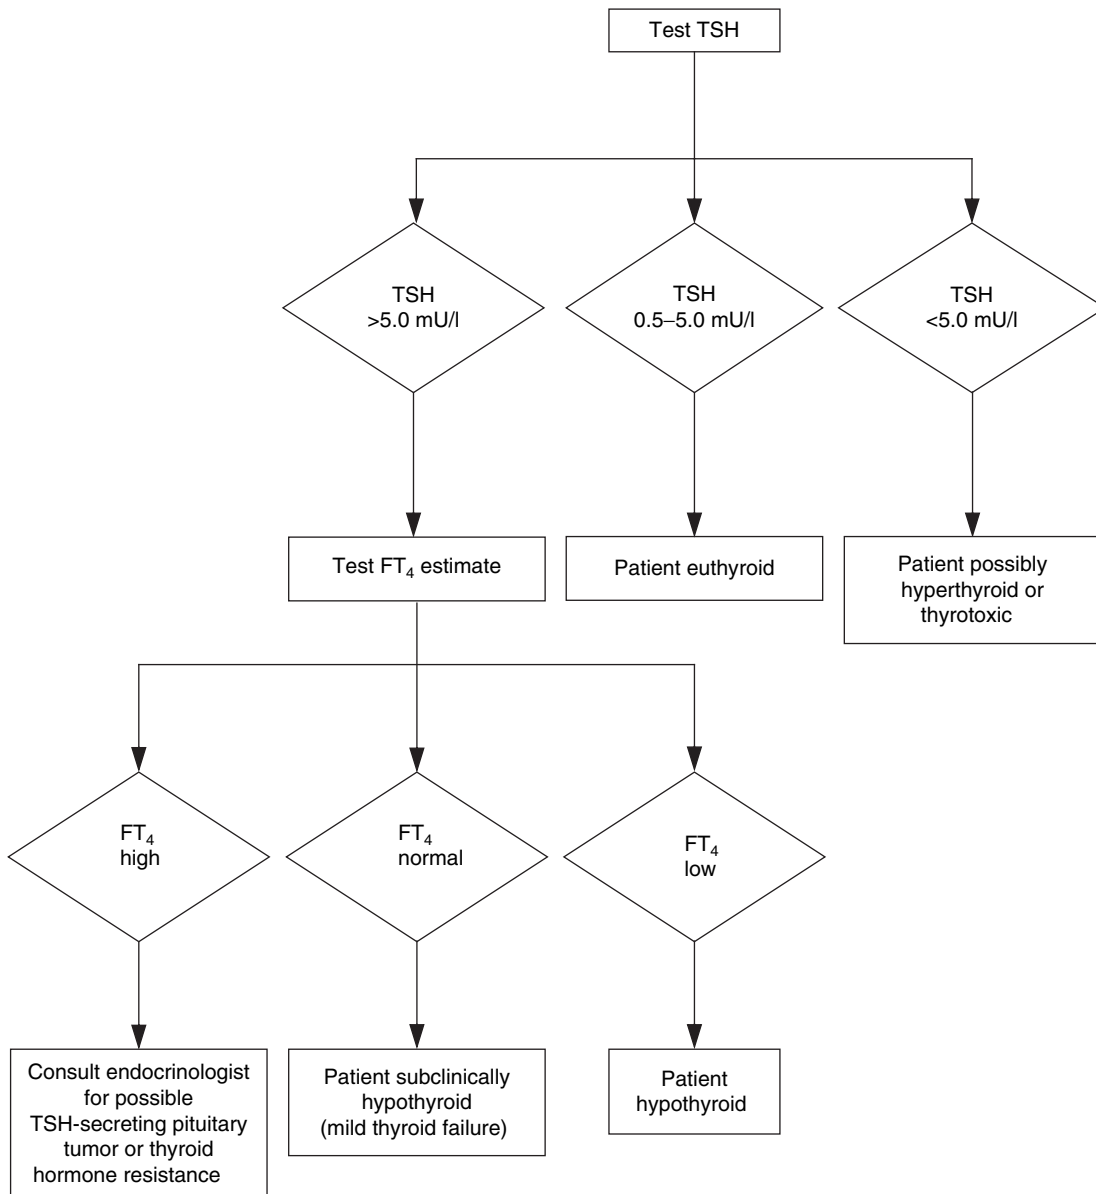 Test TSH
TSH
>5.0 mU/l
TSH
0.5–5.0 mU/l
TSH
<5.0 mU/l
Test FT₄ estimate
Patient euthyroid
Patient possibly
hyperthyroid or
thyrotoxic
FT₄
high
FT₄
normal
FT₄
low
Consult endocrinologist
for possible
TSH-secreting pituitary
tumor or thyroid
hormone resistance
Patient subclinically
hypothyroid
(mild thyroid failure)
Patient
hypothyroid